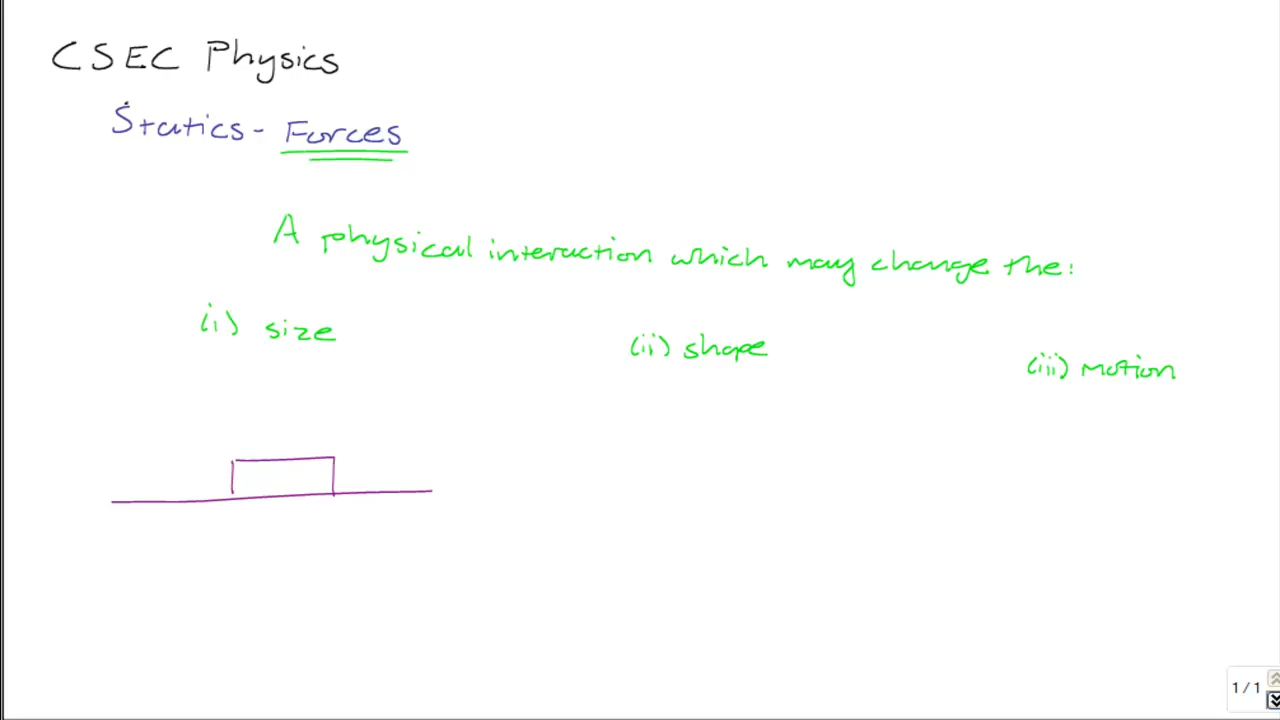 CSEC Physics
Statics - Forces
A physical interaction which may change the:
(i) size (ii) shape (iii) motion
1 / 1